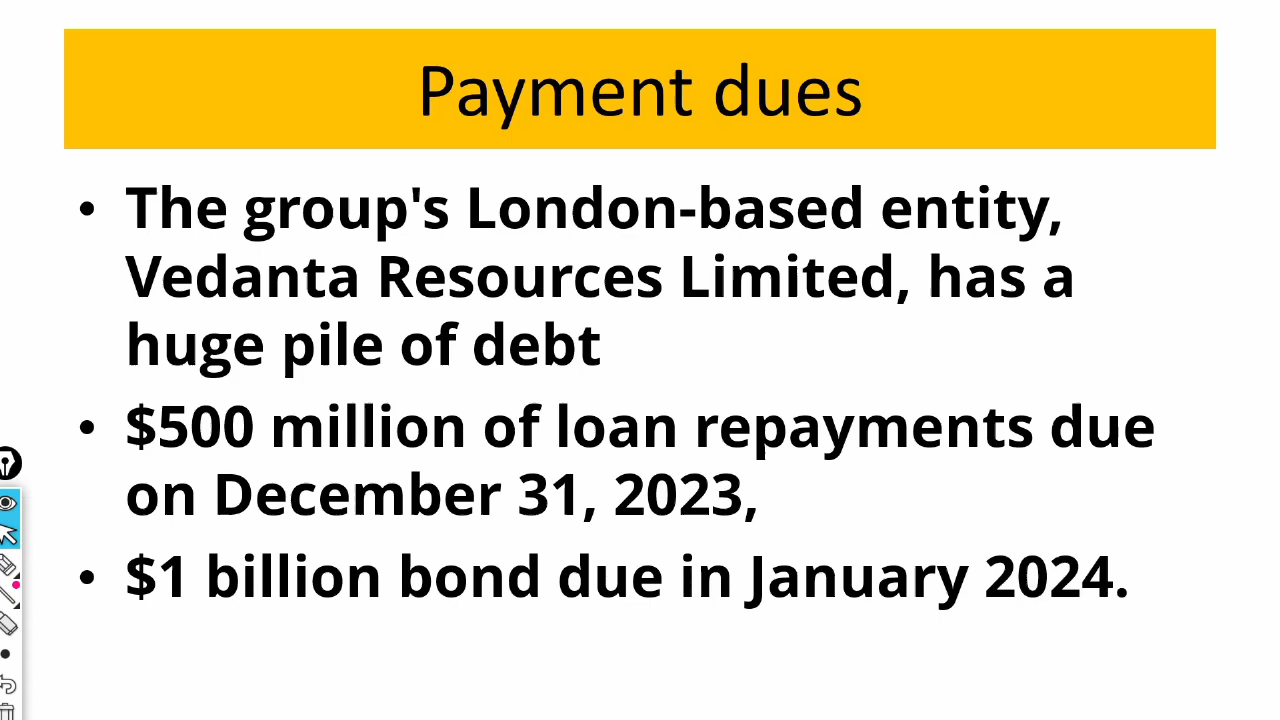 Payment dues
• The group's London-based entity,
Vedanta Resources Limited, has a
huge pile of debt
• $500 million of loan repayments due
on December 31, 2023,
• $1 billion bond due in January 2024.